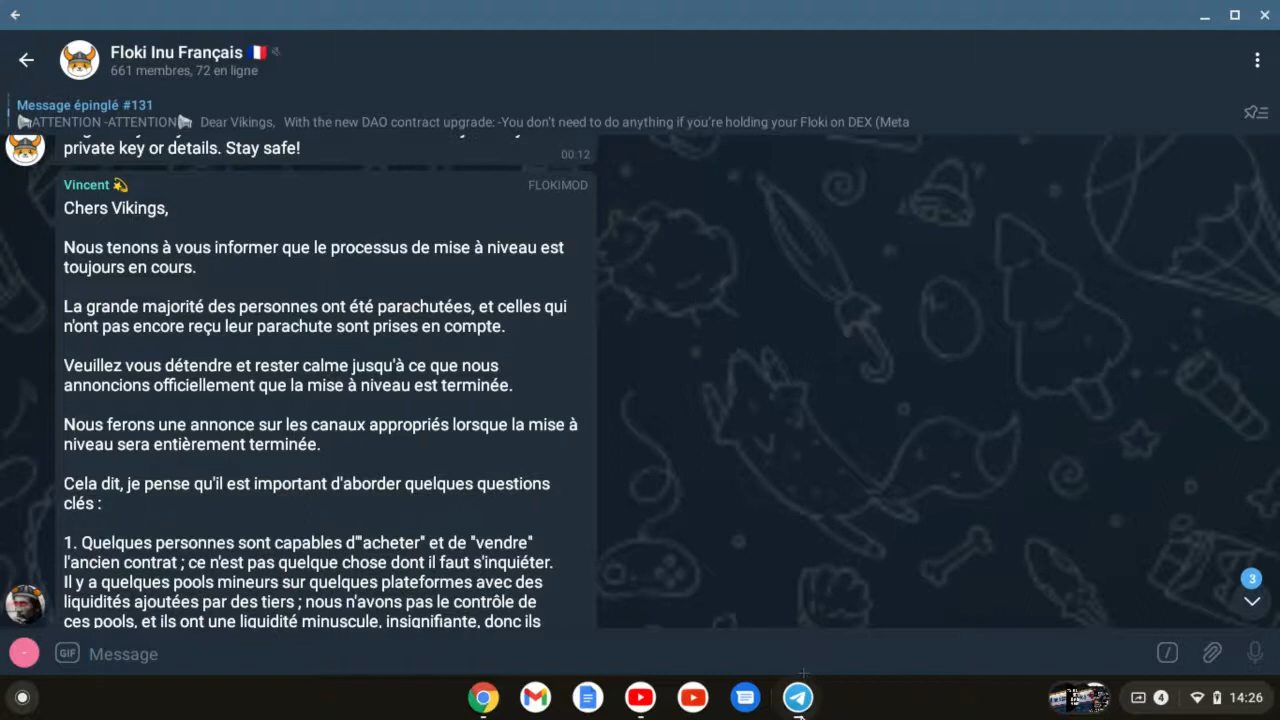 Floki Inu Français
661 membres, 72 en ligne
Message épinglé #131
ATTENTION -ATTENTION Dear Vikings, With the new DAO contract upgrade: -You don't need to do anything if you're holding your Floki on DEX (Meta
private key or details. Stay safe!
00:12
Vincent
FLOKIMOD
Chers Vikings,
Nous tenons à vous informer que le processus de mise à niveau est
toujours en cours.
La grande majorité des personnes ont été parachutées, et celles qui
n'ont pas encore reçu leur parachute sont prises en compte.
Veuillez vous détendre et rester calme jusqu'à ce que nous
annoncions officiellement que la mise à niveau est terminée.
Nous ferons une annonce sur les canaux appropriés lorsque la mise à
niveau sera entièrement terminée.
Cela dit, je pense qu'il est important d'aborder quelques questions
clés :
1. Quelques personnes sont capables d'"acheter" et de "vendre"
l'ancien contrat ; ce n'est pas quelque chose dont il faut s'inquiéter.
Il y a quelques pools mineurs sur quelques plateformes avec des
liquidités ajoutées par des tiers ; nous n'avons pas le contrôle de
ces pools, et ils ont une liquidité minuscule, insignifiante, donc ils
3
GIF
Message
4
14:26